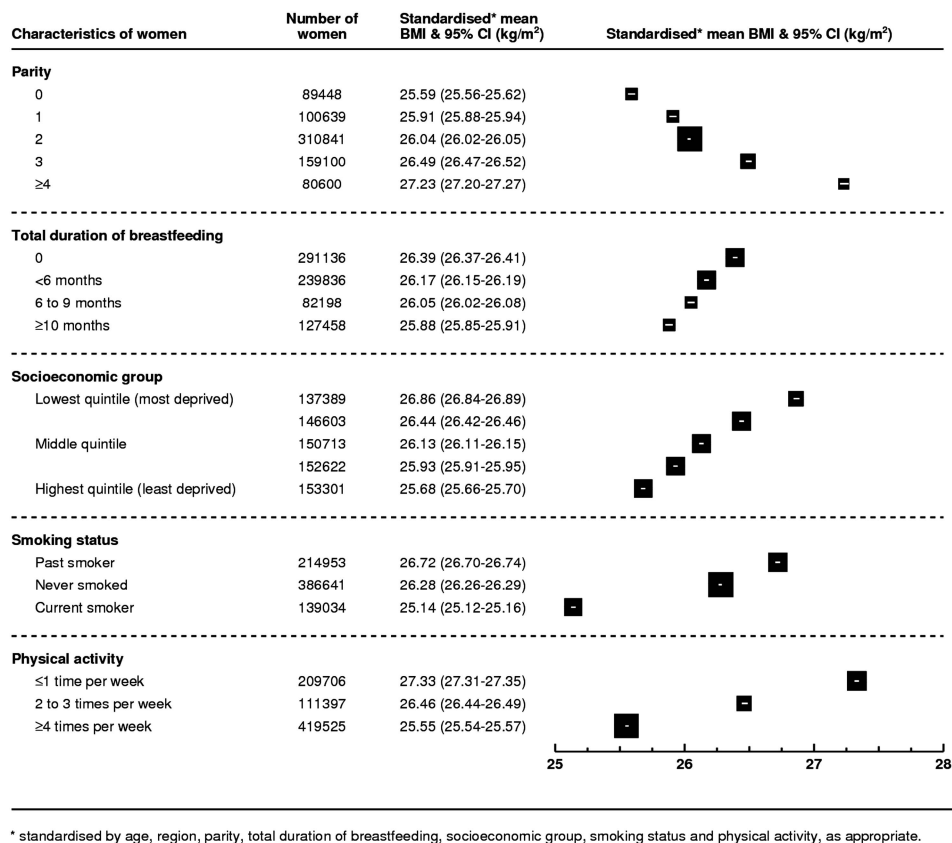 Characteristics of women Number of women Standardised* mean BMI & 95% CI (kg/m²) Standardised* mean BMI & 95% CI (kg/m²)
Parity
0 89448 25.59 (25.56-25.62)
1 100639 25.91 (25.88-25.94)
2 310841 26.04 (26.02-26.05)
3 159100 26.49 (26.47-26.52)
≥4 80600 27.23 (27.20-27.27)
Total duration of breastfeeding
0 291136 26.39 (26.37-26.41)
<6 months 239836 26.17 (26.15-26.19)
6 to 9 months 82198 26.05 (26.02-26.08)
≥10 months 127458 25.88 (25.85-25.91)
Socioeconomic group
Lowest quintile (most deprived) 137389 26.86 (26.84-26.89)
146603 26.44 (26.42-26.46)
Middle quintile 150713 26.13 (26.11-26.15)
152622 25.93 (25.91-25.95)
Highest quintile (least deprived) 153301 25.68 (25.66-25.70)
Smoking status
Past smoker 214953 26.72 (26.70-26.74)
Never smoked 386641 26.28 (26.26-26.29)
Current smoker 139034 25.14 (25.12-25.16)
Physical activity
≤1 time per week 209706 27.33 (27.31-27.35)
2 to 3 times per week 111397 26.46 (26.44-26.49)
≥4 times per week 419525 25.55 (25.54-25.57)
25 26 27 28
* standardised by age, region, parity, total duration of breastfeeding, socioeconomic group, smoking status and physical activity, as appropriate.